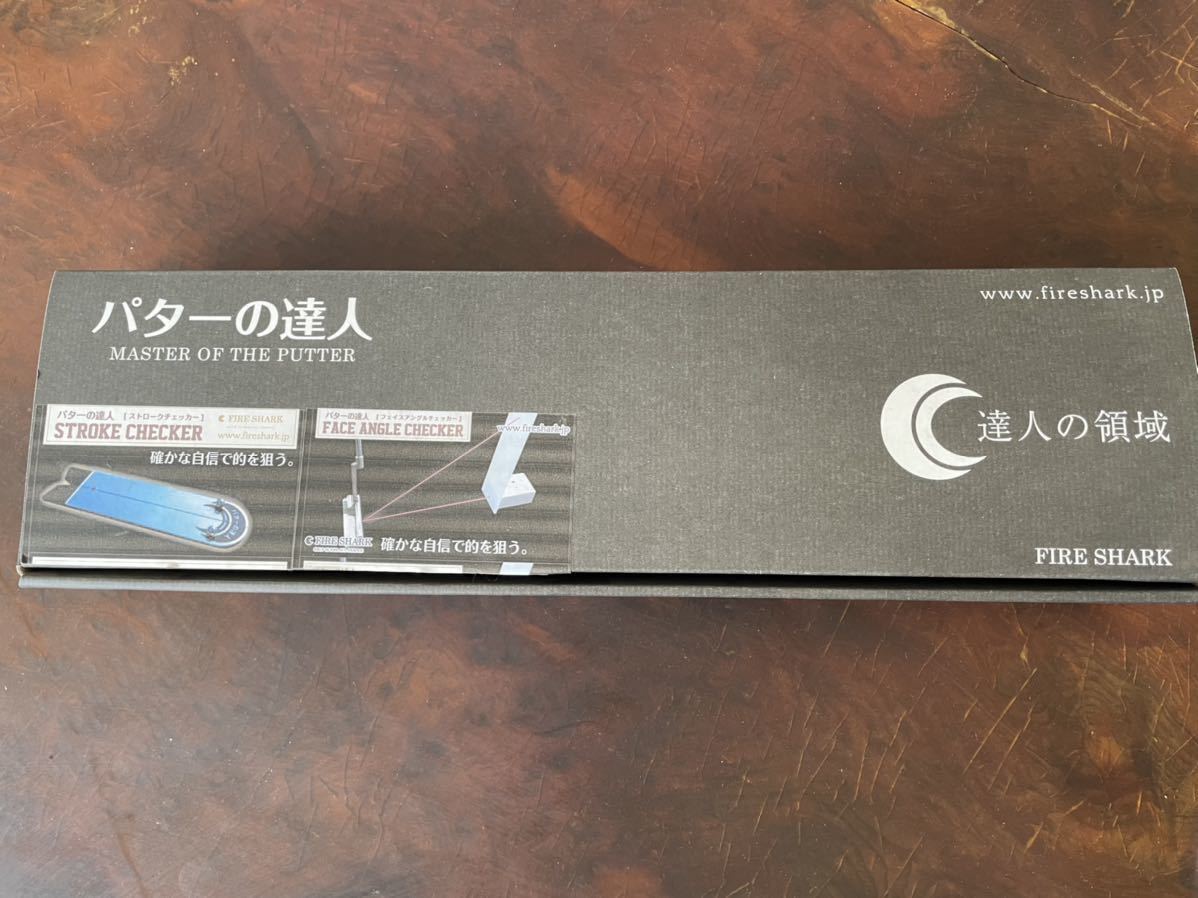 パターの達人
MASTER OF THE PUTTER
www.fireshark.jp
パターの達人 [ストロークチェッカー]
STROKE CHECKER
FIRE SHARK
www.fireshark.jp
確かな自信で的を狙う。
パターの達人 [フェイスアングルチェッカー]
FACE ANGLE CHECKER
www.fireshark.jp
FIRE SHARK
確かな自信で的を狙う。
達人の領域
FIRE SHARK